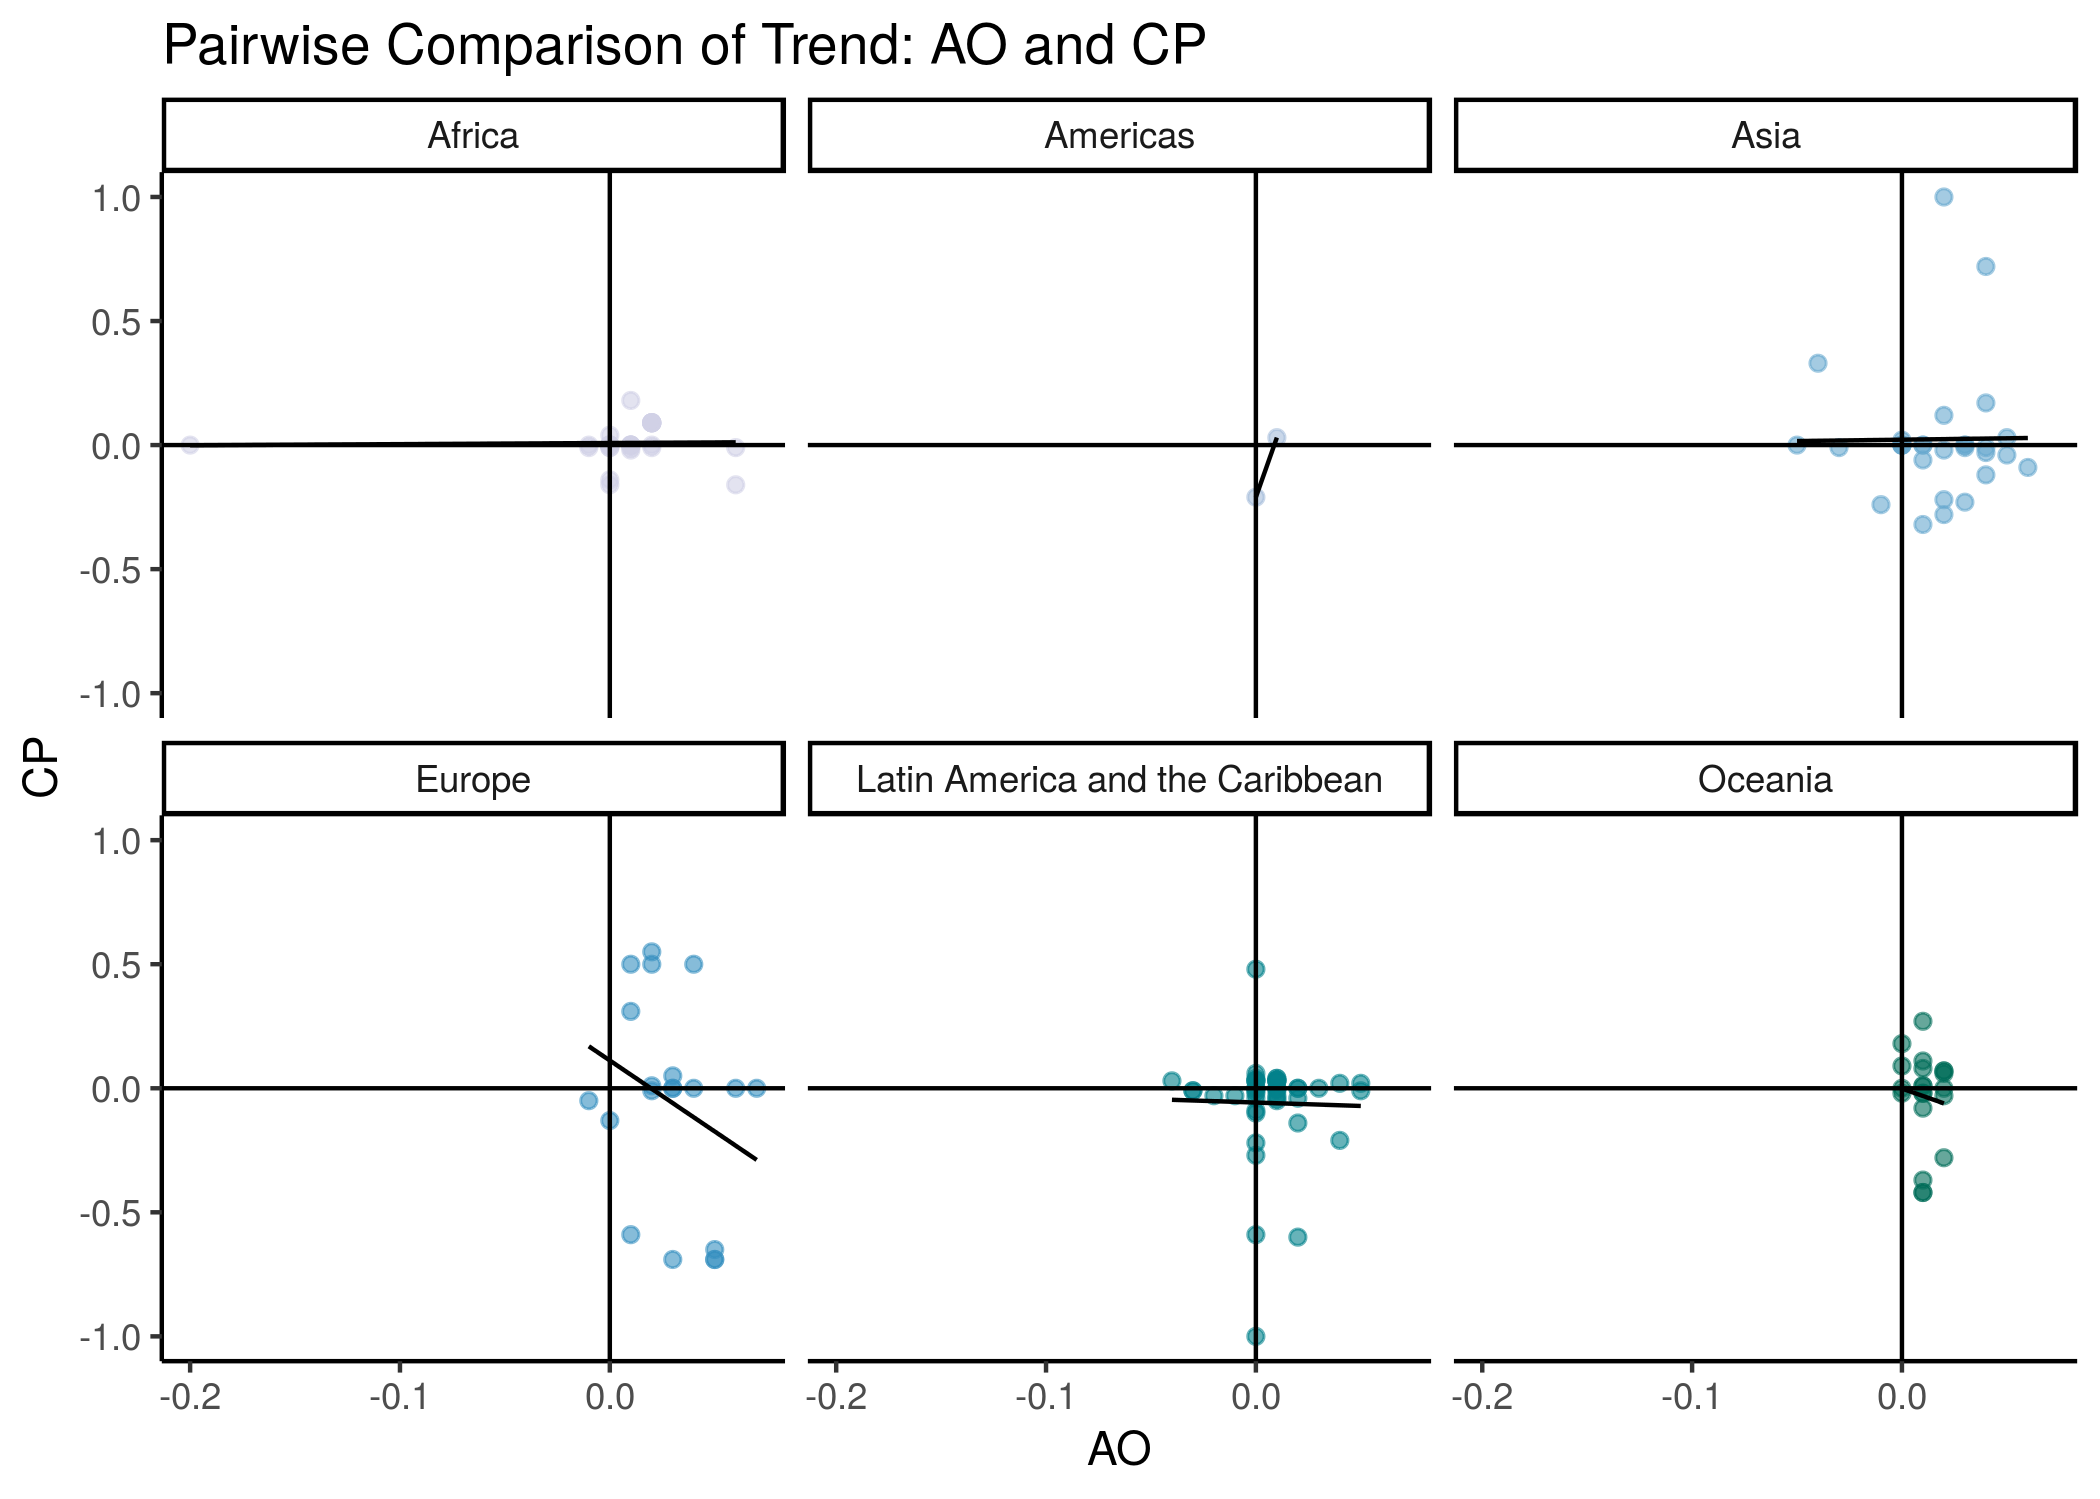 Pairwise Comparison of Trend: AO and CP
Africa
Americas
Asia
1.0
0.5
0.0
-0.5
-1.0
CP
Europe
Latin America and the Caribbean
Oceania
1.0
0.5
0.0
-0.5
-1.0
-0.2 -0.1 0.0 -0.2 -0.1 0.0 -0.2 -0.1 0.0
AO